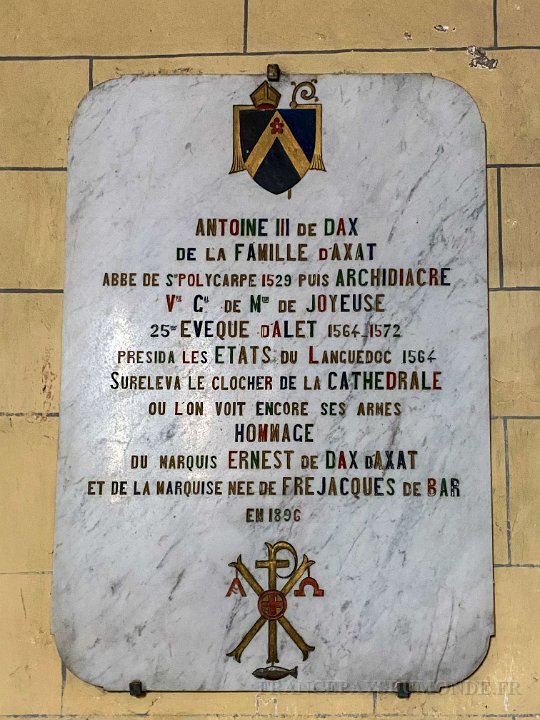 ANTOINE III DE DAX
DE LA FAMILLE D'AXAT
ABBE DE Sᵀ POLYCARPE 1529 PUIS ARCHIDIACRE
Vʳᵉ Gᵃˡ DE Mᵍʳ DE JOYEUSE
25ᵐᵉ EVEQUE D'ALET 1564_1572
PRESIDA LES ETATS DU LANGUEDOC 1564
SURELEVA LE CLOCHER DE LA CATHEDRALE
OU L'ON VOIT ENCORE SES ARMES
HOMMAGE
DU MARQUIS ERNEST DE DAX D'AXAT
ET DE LA MARQUISE NEE DE FREJACQUES DE BAR
EN 1896
A Ω
FRANCEPAYSDUMONDE.FR